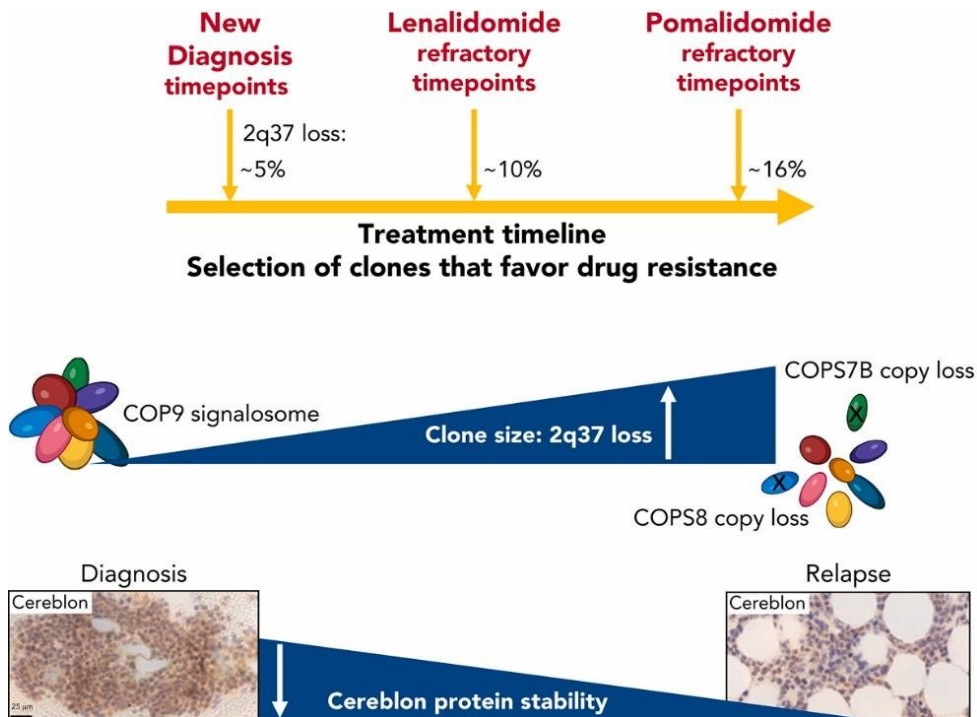 New
Diagnosis
timepoints
Lenalidomide
refractory
timepoints
Pomalidomide
refractory
timepoints
2q37 loss:
~5%
~10%
~16%
Treatment timeline
Selection of clones that favor drug resistance
COP9 signalosome
Clone size: 2q37 loss
COPS7B copy loss
X
X
COPS8 copy loss
Diagnosis
Relapse
Cereblon
Cereblon
25 µm
Cereblon protein stability